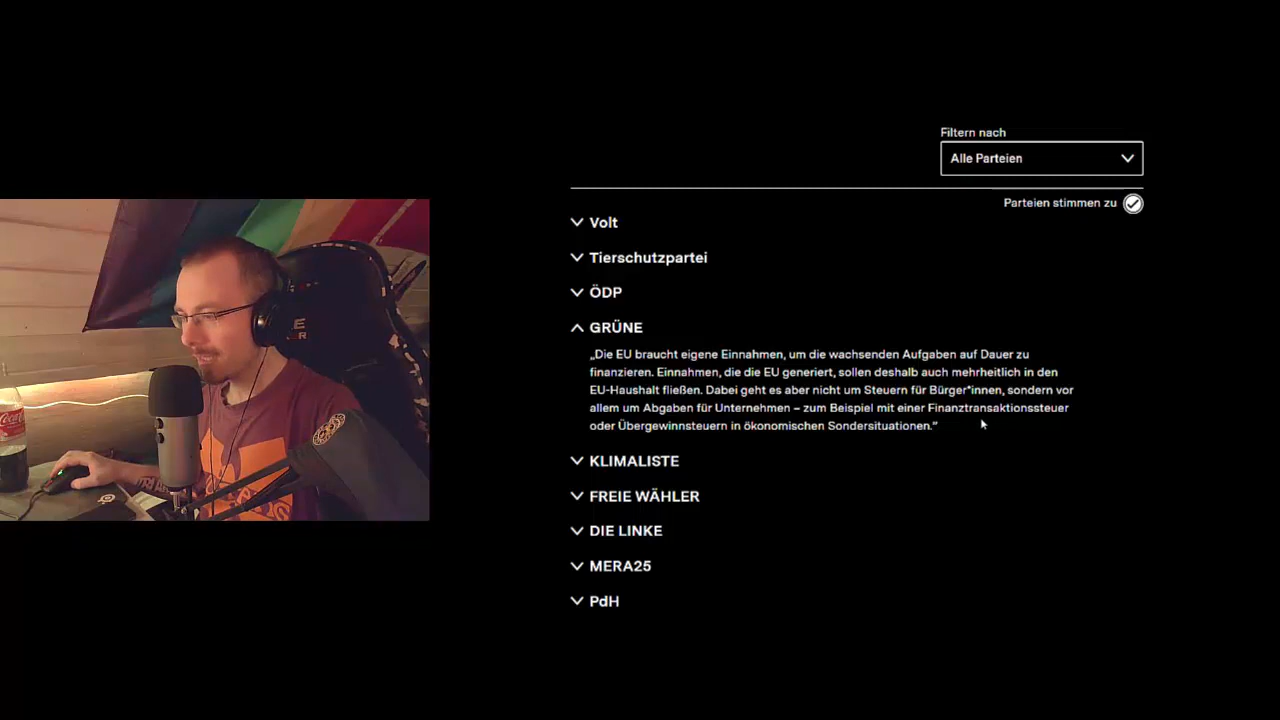 Filtern nach
Alle Parteien
Parteien stimmen zu
Volt
Tierschutzpartei
ÖDP
GRÜNE
„Die EU braucht eigene Einnahmen, um die wachsenden Aufgaben auf Dauer zu
finanzieren. Einnahmen, die die EU generiert, sollen deshalb auch mehrheitlich in den
EU-Haushalt fließen. Dabei geht es aber nicht um Steuern für Bürger*innen, sondern vor
allem um Abgaben für Unternehmen – zum Beispiel mit einer Finanztransaktionssteuer
oder Übergewinnsteuern in ökonomischen Sondersituationen.”
KLIMALISTE
FREIE WÄHLER
DIE LINKE
MERA25
PdH